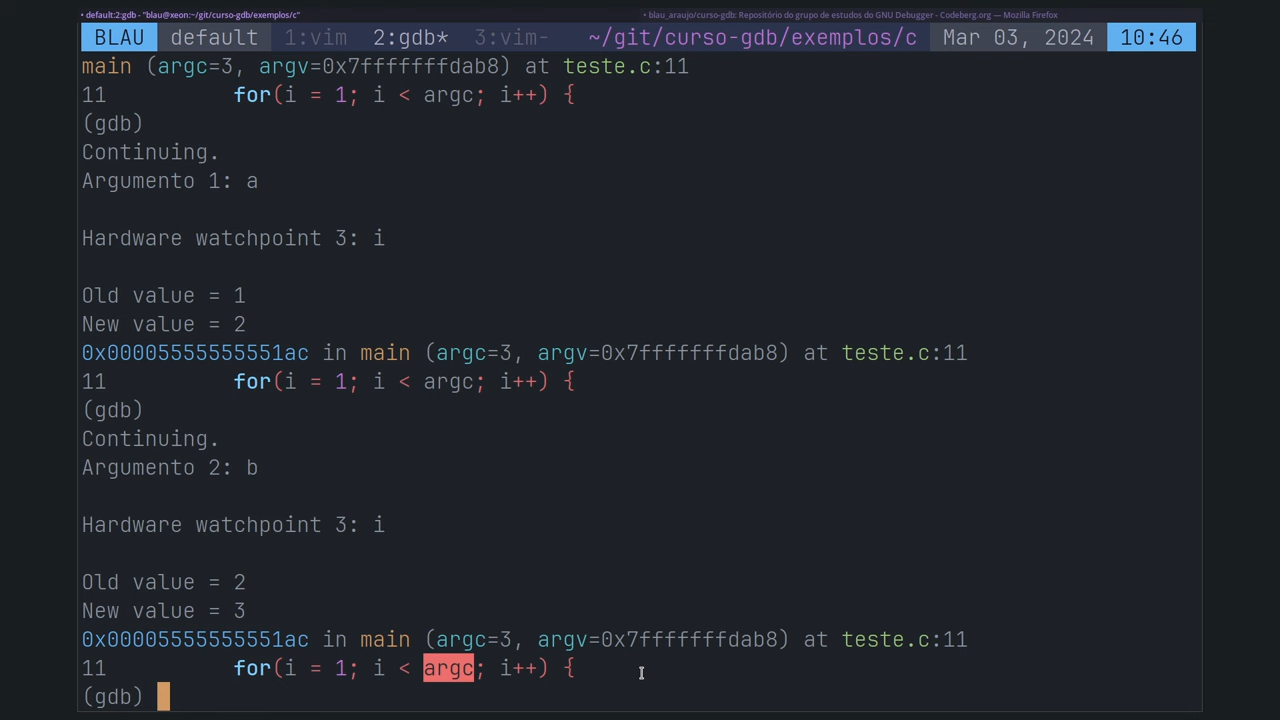 • default:2:gdb - "blau@xeon:~/git/curso-gdb/exemplos/c"
• blau_araujo/curso-gdb: Repositório do grupo de estudos do GNU Debugger - Codeberg.org — Mozilla Firefox
BLAU default 1:vim 2:gdb* 3:vim- ~/git/curso-gdb/exemplos/c Mar 03, 2024 10:46
main (argc=3, argv=0x7fffffffdab8) at teste.c:11
11 for(i = 1; i < argc; i++) {
(gdb)
Continuing.
Argumento 1: a
Hardware watchpoint 3: i
Old value = 1
New value = 2
0x00005555555551ac in main (argc=3, argv=0x7fffffffdab8) at teste.c:11
11 for(i = 1; i < argc; i++) {
(gdb)
Continuing.
Argumento 2: b
Hardware watchpoint 3: i
Old value = 2
New value = 3
0x00005555555551ac in main (argc=3, argv=0x7fffffffdab8) at teste.c:11
11 for(i = 1; i < argc; i++) {
(gdb)